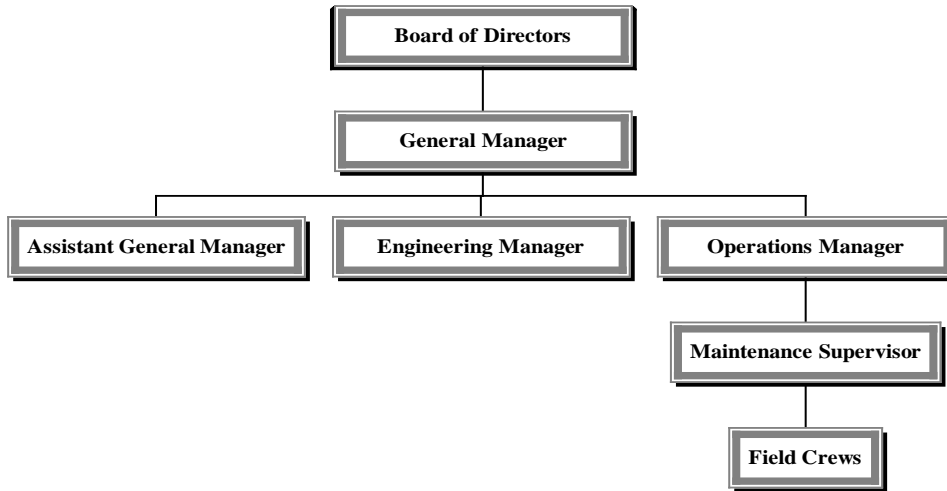 Board of Directors
General Manager
Assistant General Manager
Engineering Manager
Operations Manager
Maintenance Supervisor
Field Crews